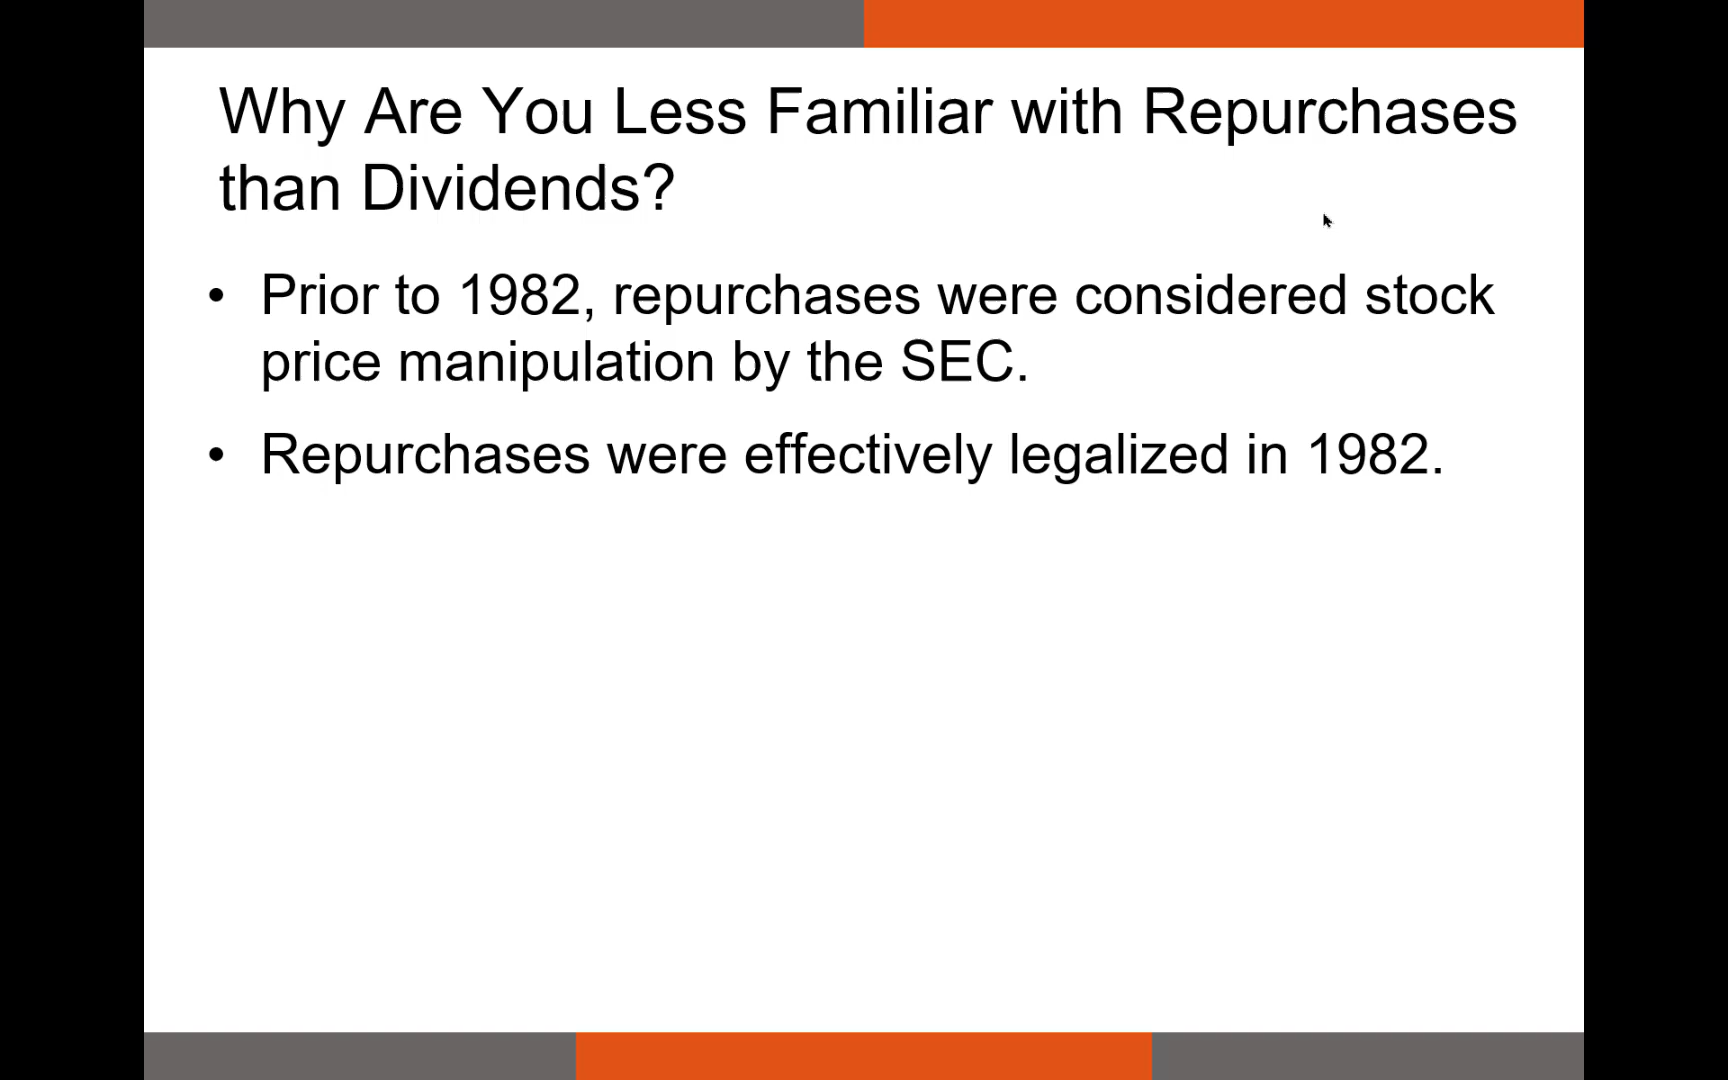 Why Are You Less Familiar with Repurchases
than Dividends?
• Prior to 1982, repurchases were considered stock
price manipulation by the SEC.
• Repurchases were effectively legalized in 1982.